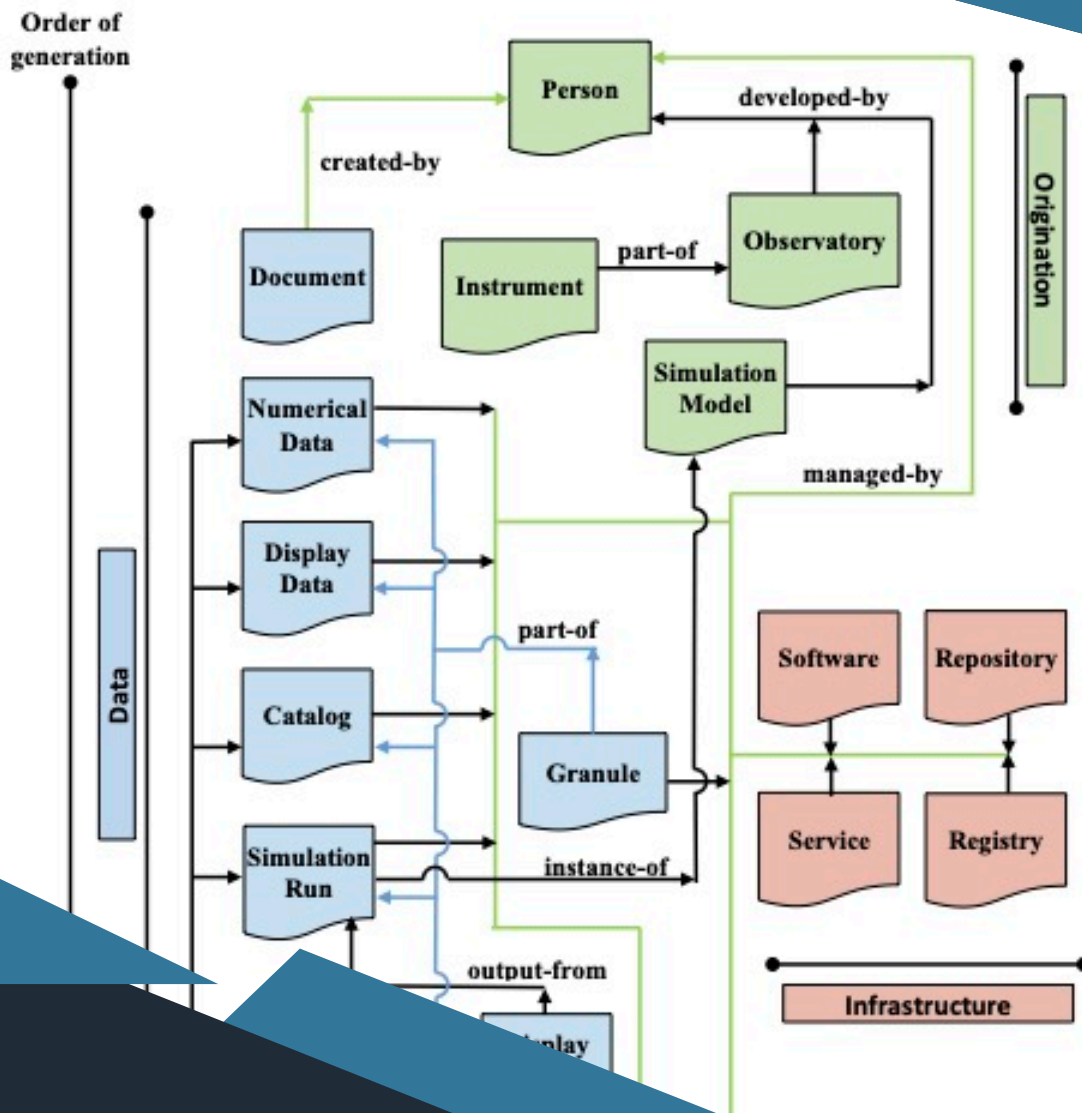 Order of
generation
Person
developed-by
created-by
Origination
Observatory
part-of
Document
Instrument
Simulation
Model
Numerical
Data
managed-by
Display
Data
part-of
Software
Repository
Data
Catalog
Granule
Service
Registry
Simulation
Run
instance-of
output-from
Infrastructure